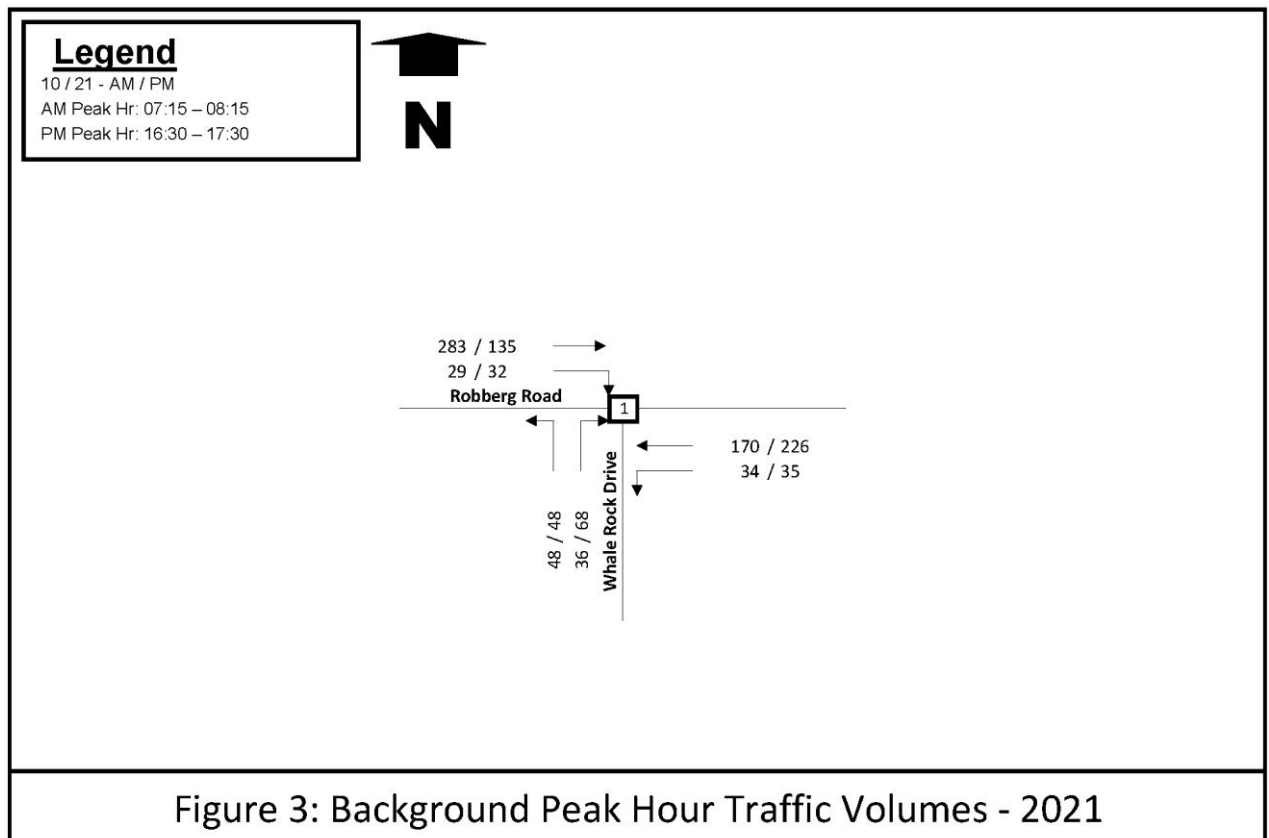 Legend
10 / 21 - AM / PM
AM Peak Hr: 07:15 – 08:15
PM Peak Hr: 16:30 – 17:30
N
283 / 135
29 / 32
Robberg Road
1
170 / 226
34 / 35
48 / 48
36 / 68
Whale Rock Drive
Figure 3: Background Peak Hour Traffic Volumes - 2021